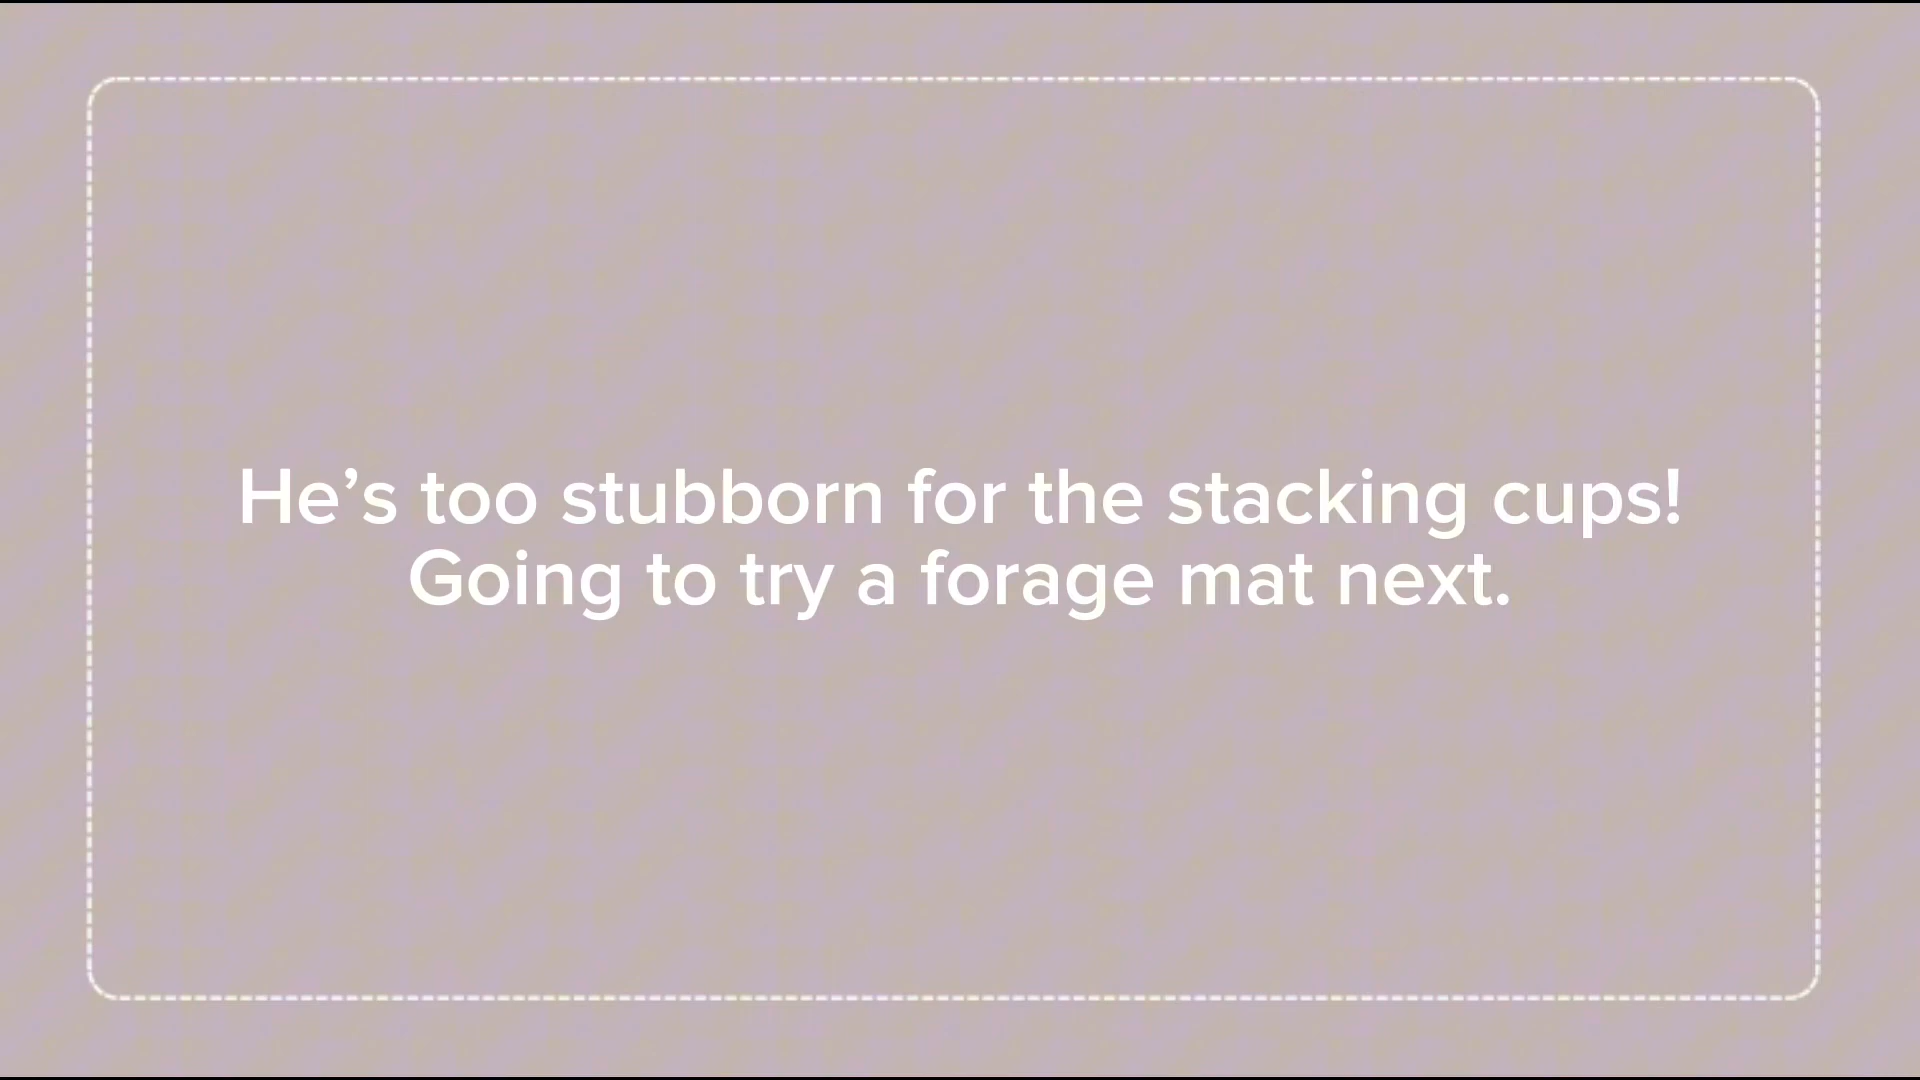 He’s too stubborn for the stacking cups!
Going to try a forage mat next.